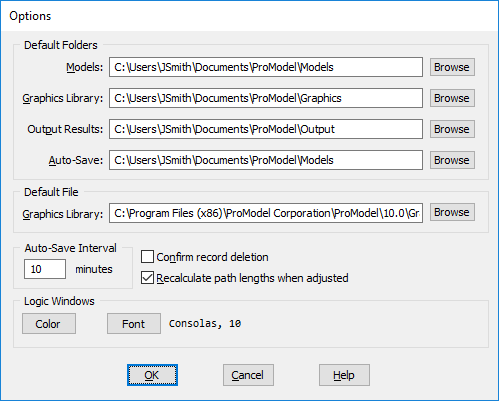 Options
Default Folders
Models: C:\Users\JSmith\Documents\ProModel\Models Browse
Graphics Library: C:\Users\JSmith\Documents\ProModel\Graphics Browse
Output Results: C:\Users\JSmith\Documents\ProModel\Output Browse
Auto-Save: C:\Users\JSmith\Documents\ProModel\Models Browse
Default File
Graphics Library: C:\Program Files (x86)\ProModel Corporation\ProModel\10.0\Gr Browse
Auto-Save Interval
10 minutes
Confirm record deletion
Recalculate path lengths when adjusted
Logic Windows
Color Font Consolas, 10
OK Cancel Help